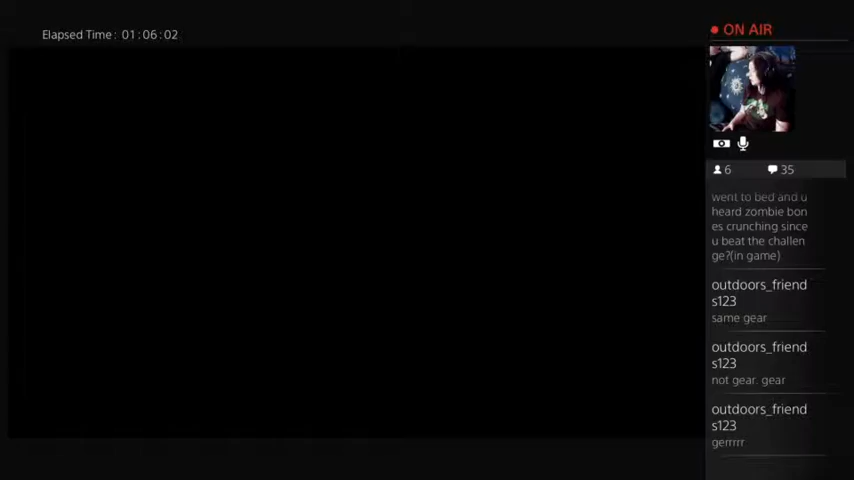 Elapsed Time: 01:06:02
ON AIR
6 35
went to bed and u
heard zombie bon
es crunching since
u beat the challen
ge?(in game)
outdoors_friend
s123
same gear
outdoors_friend
s123
not gear. gear
outdoors_friend
s123
gerrrrr